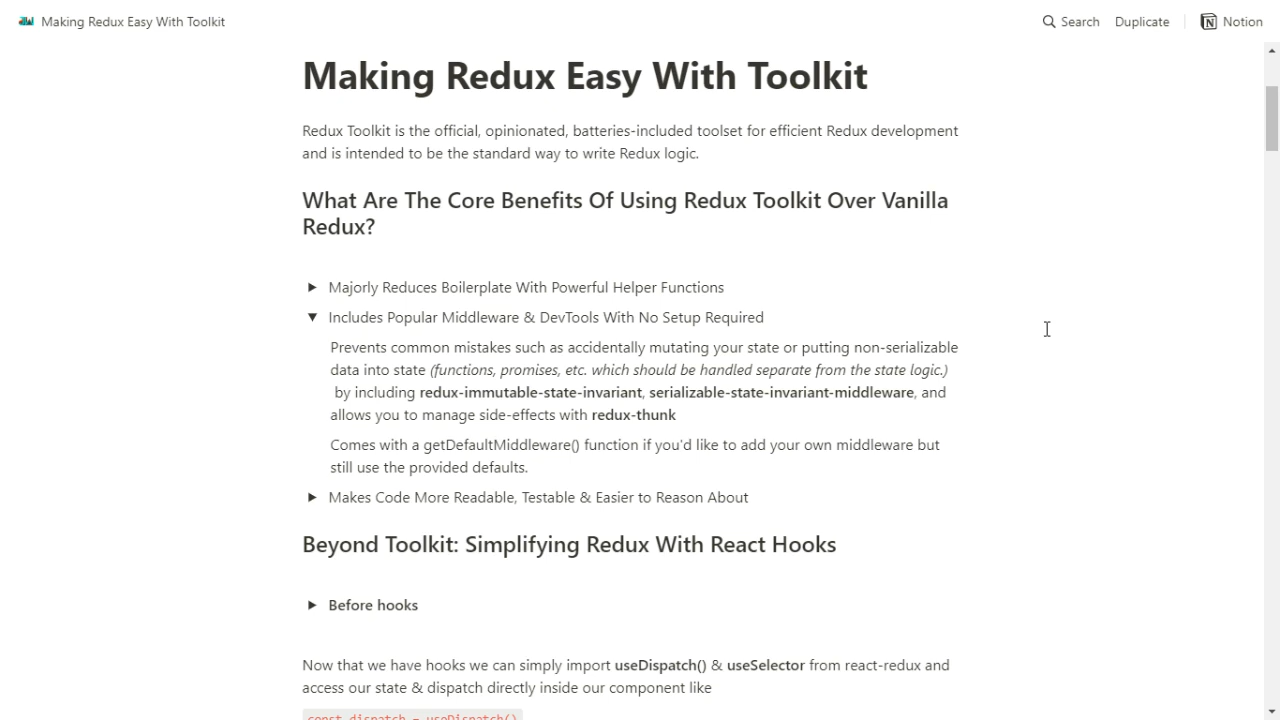 Making Redux Easy With Toolkit
Search
Duplicate
Notion
Making Redux Easy With Toolkit
Redux Toolkit is the official, opinionated, batteries-included toolset for efficient Redux development
and is intended to be the standard way to write Redux logic.
What Are The Core Benefits Of Using Redux Toolkit Over Vanilla
Redux?
Majorly Reduces Boilerplate With Powerful Helper Functions
Includes Popular Middleware & DevTools With No Setup Required
Prevents common mistakes such as accidentally mutating your state or putting non-serializable
data into state (functions, promises, etc. which should be handled separate from the state logic.)
by including redux-immutable-state-invariant, serializable-state-invariant-middleware, and
allows you to manage side-effects with redux-thunk
Comes with a getDefaultMiddleware() function if you'd like to add your own middleware but
still use the provided defaults.
Makes Code More Readable, Testable & Easier to Reason About
Beyond Toolkit: Simplifying Redux With React Hooks
Before hooks
Now that we have hooks we can simply import useDispatch() & useSelector from react-redux and
access our state & dispatch directly inside our component like
const dispatch = useDispatch()